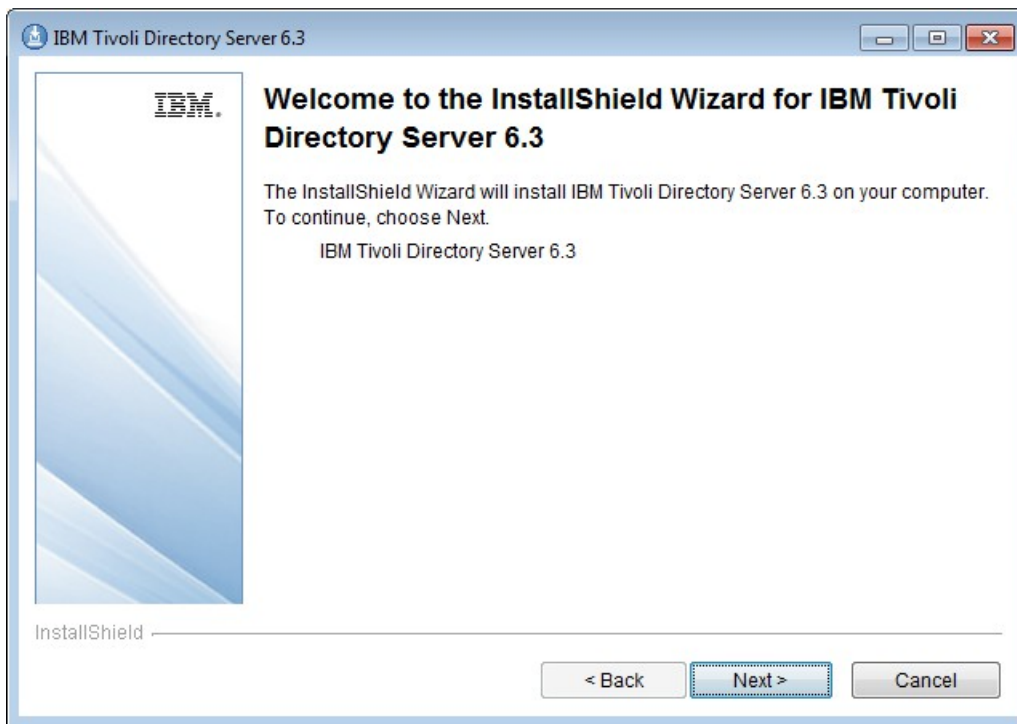 IBM Tivoli Directory Server 6.3
IBM.
Welcome to the InstallShield Wizard for IBM Tivoli
Directory Server 6.3
The InstallShield Wizard will install IBM Tivoli Directory Server 6.3 on your computer.
To continue, choose Next.
IBM Tivoli Directory Server 6.3
InstallShield
< Back
Next >
Cancel